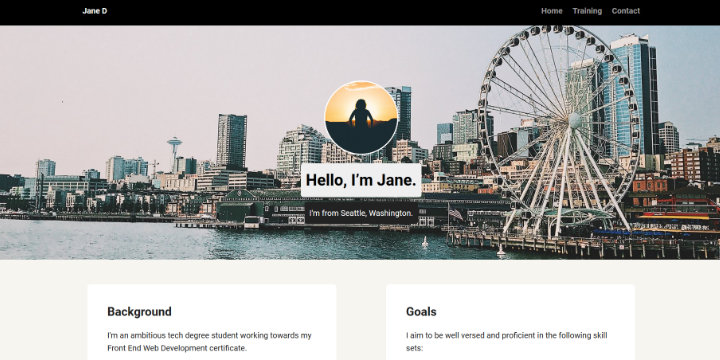 Jane D
Home Training Contact
Hello, I'm Jane.
I'm from Seattle, Washington.
Background
I'm an ambitious tech degree student working towards my
Front End Web Development certificate.
Goals
I aim to be well versed and proficient in the following skill
sets: